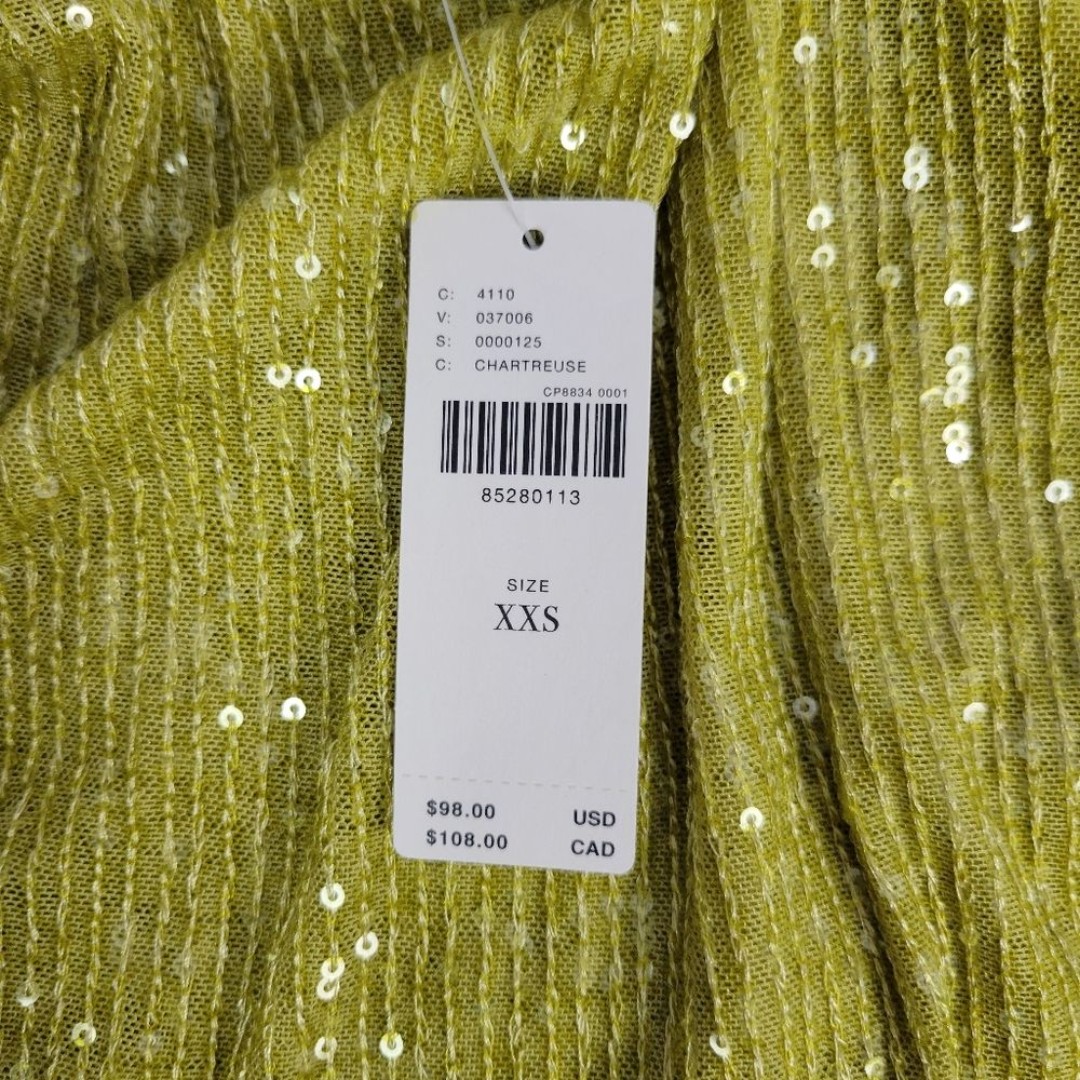 C: 4110
V: 037006
S: 0000125
C: CHARTREUSE
CP8834 0001
85280113
SIZE
XXS
$98.00 USD
$108.00 CAD